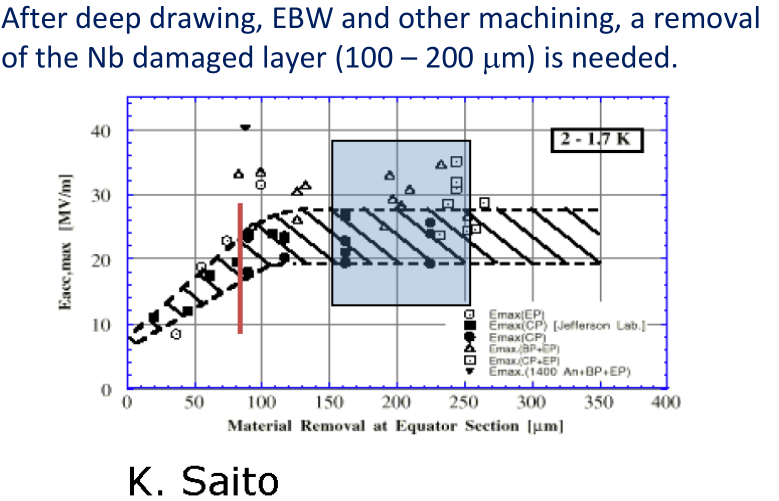 After deep drawing, EBW and other machining, a removal
of the Nb damaged layer (100 – 200 μm) is needed.
40
2 - 1.7 K
30
Eacc,max [MV/m]
20
Emax(EP)
Emax(CP) [Jefferson Lab.]
10
Emax(CP)
Emax.(BP+EP)
Emax.(CP+EP)
Emax.(1400 An+BP+EP)
0
0 50 100 150 200 250 300 350 400
Material Removal at Equator Section [μm]
K. Saito